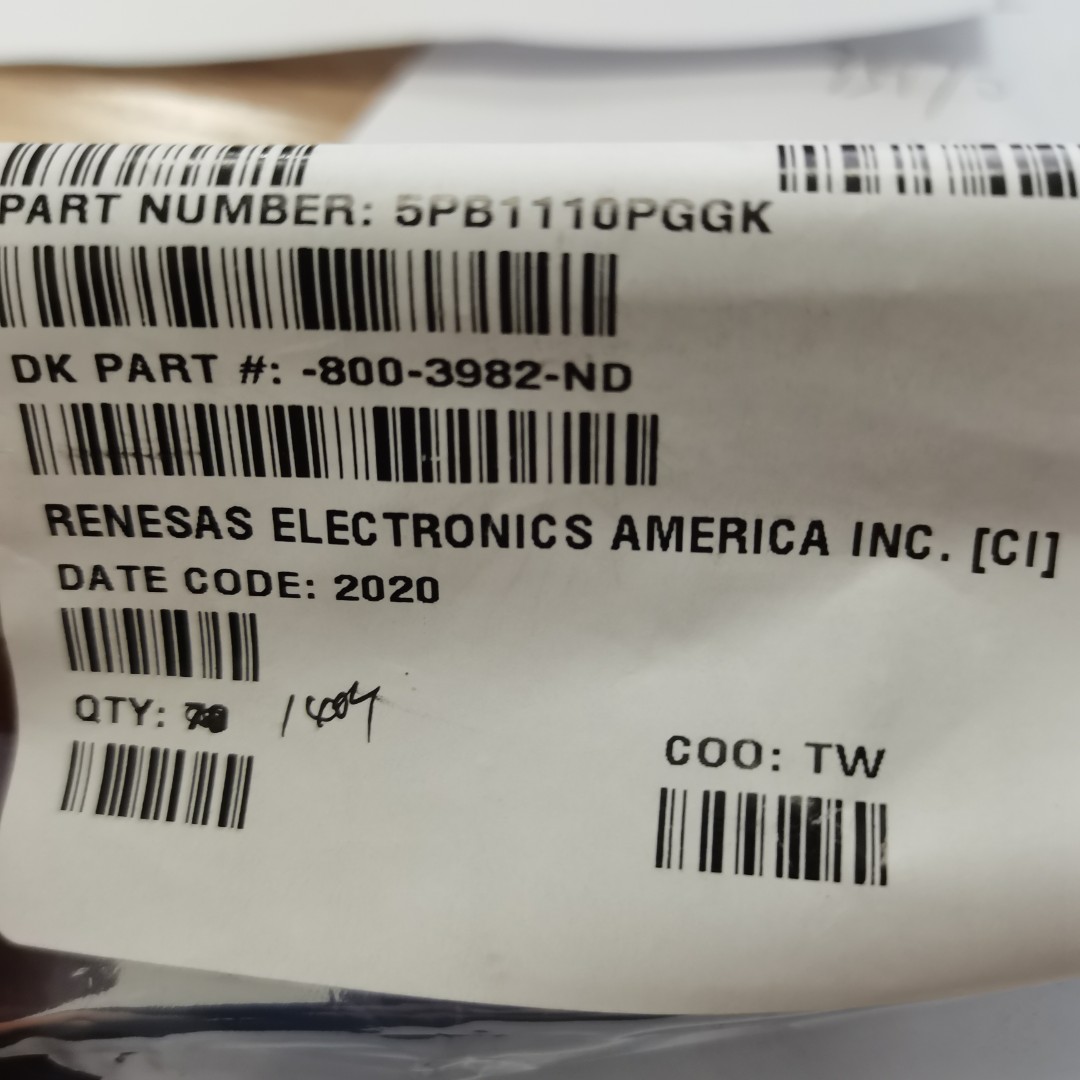 PART NUMBER: 5PB1110PGGK
DK PART #: -800-3982-ND
RENESAS ELECTRONICS AMERICA INC. [CI]
DATE CODE: 2020
QTY:
COO: TW